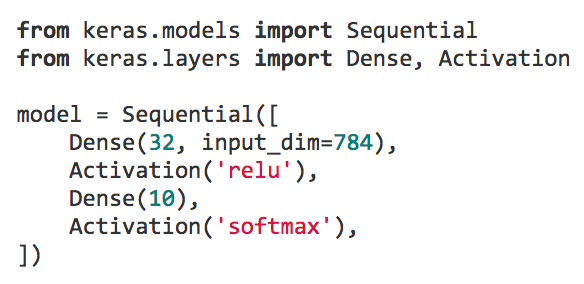 from keras.models import Sequential
from keras.layers import Dense, Activation

model = Sequential([
    Dense(32, input_dim=784),
    Activation('relu'),
    Dense(10),
    Activation('softmax'),
])